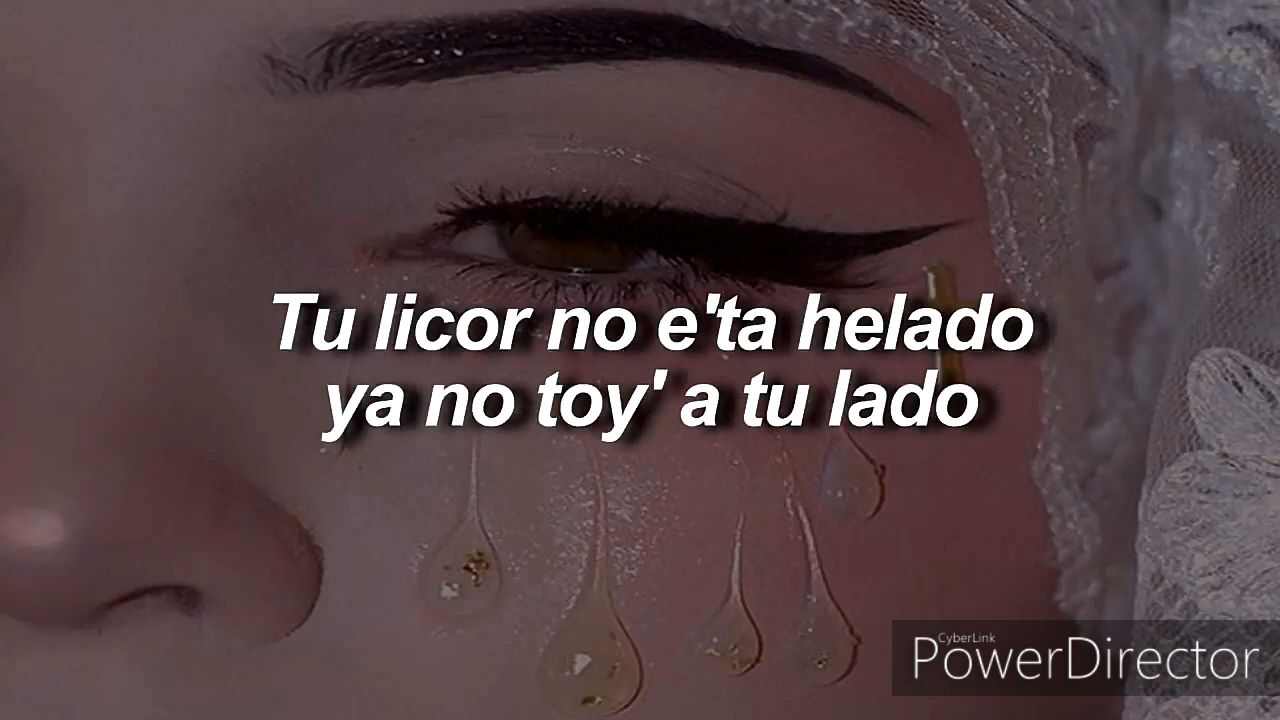 Tu licor no e'ta helado
ya no toy' a tu lado
CyberLink
PowerDirector